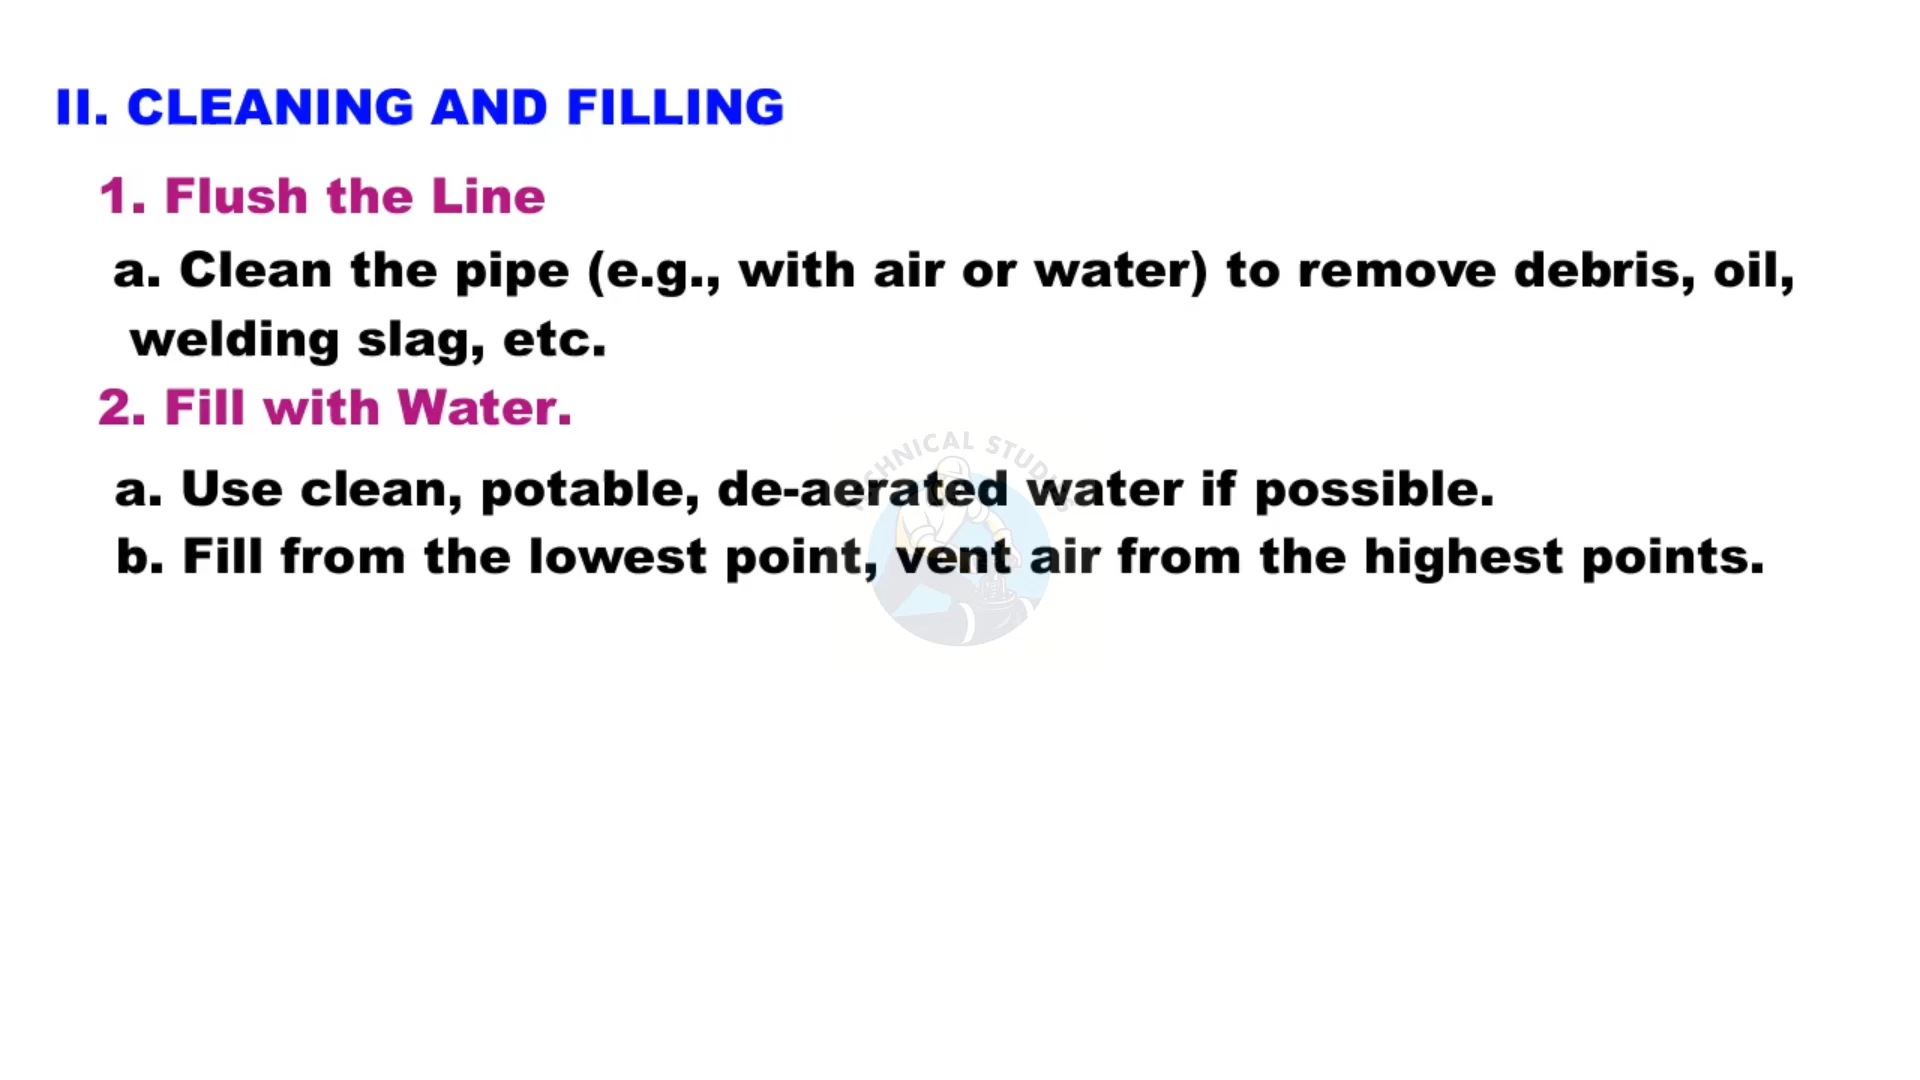 II. CLEANING AND FILLING
1. Flush the Line
a. Clean the pipe (e.g., with air or water) to remove debris, oil,
welding slag, etc.
2. Fill with Water.
TECHNICAL STUDIES
a. Use clean, potable, de-aerated water if possible.
b. Fill from the lowest point, vent air from the highest points.